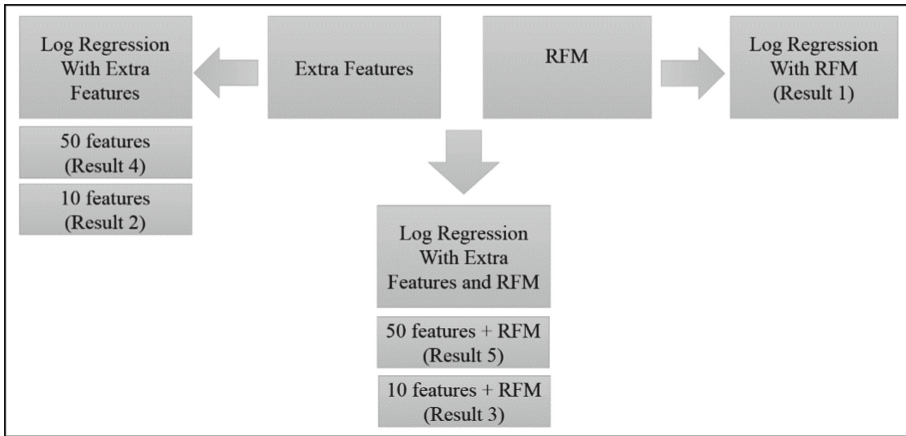 Log Regression
With Extra
Features
50 features
(Result 4)
10 features
(Result 2)
Extra Features
RFM
Log Regression
With RFM
(Result 1)
Log Regression
With Extra
Features and RFM
50 features + RFM
(Result 5)
10 features + RFM
(Result 3)